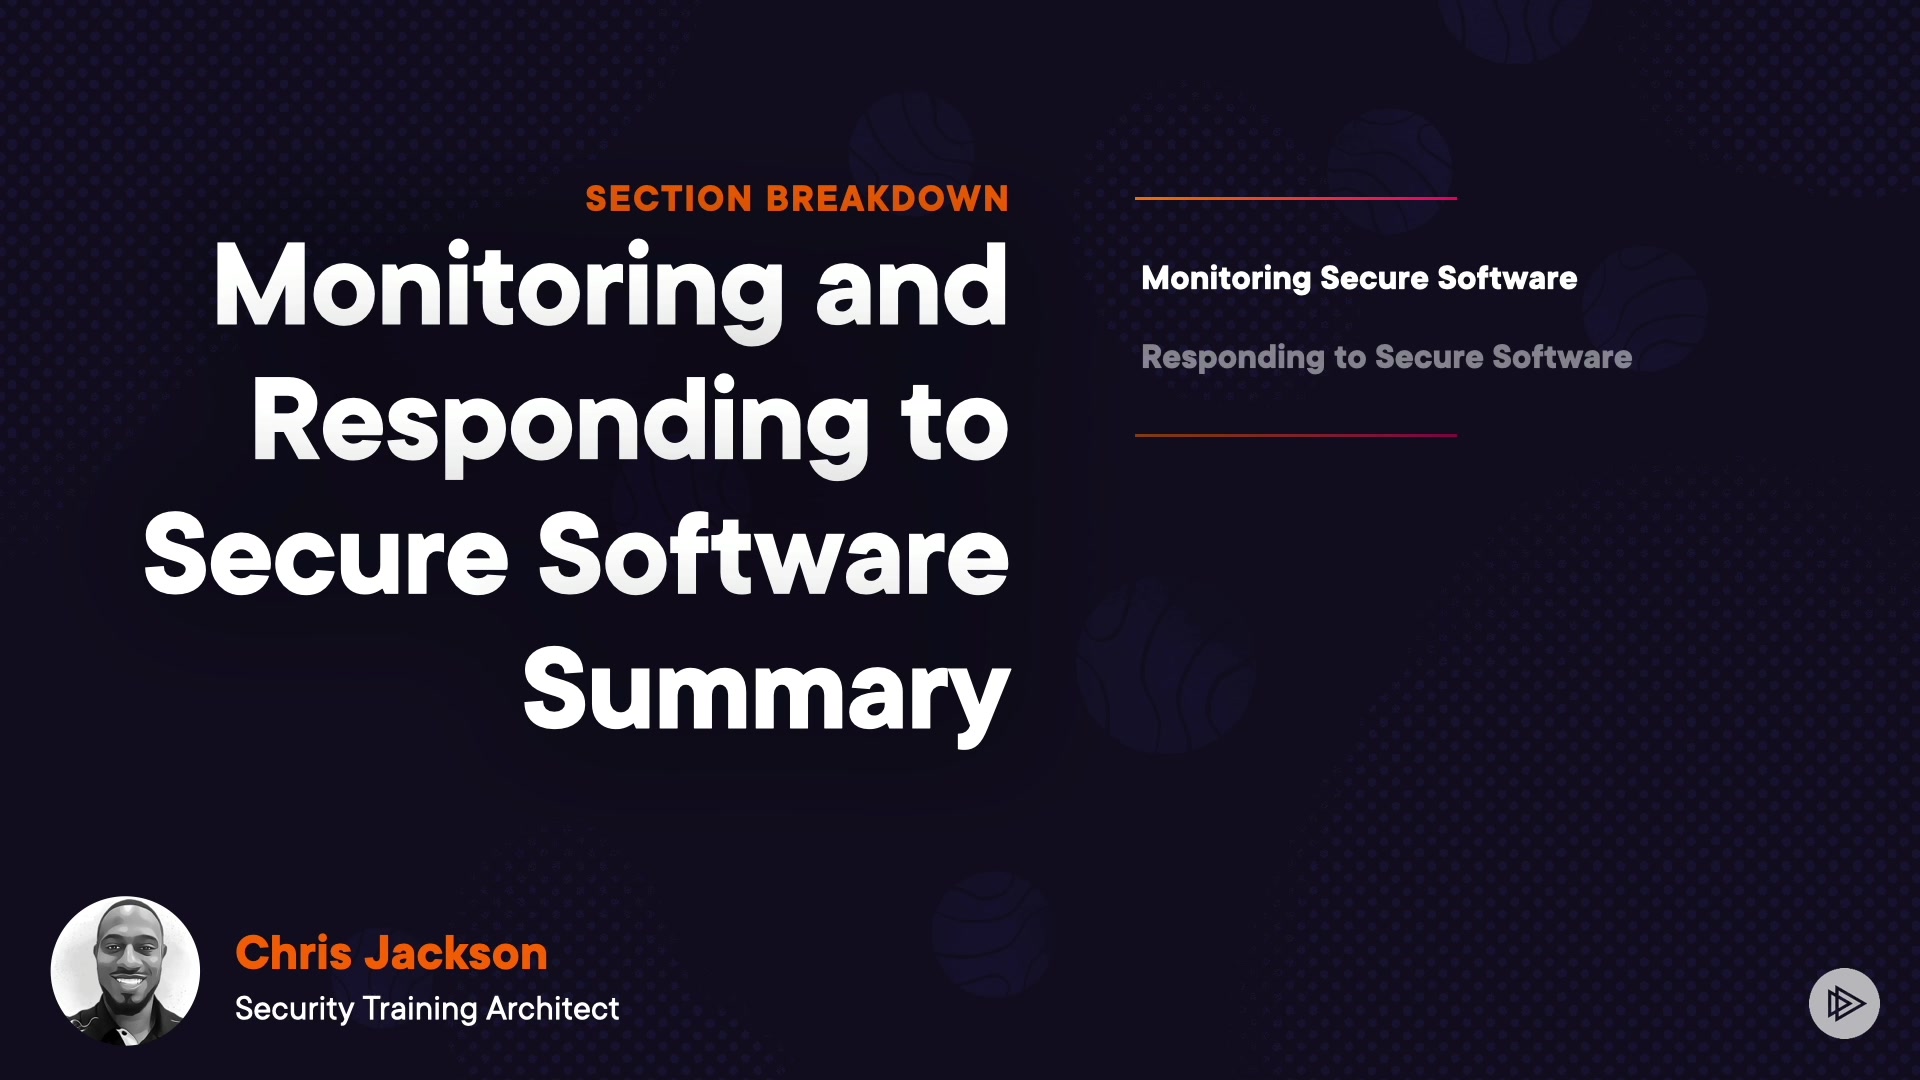 SECTION BREAKDOWN
Monitoring and
Responding to
Secure Software
Summary
Monitoring Secure Software
Responding to Secure Software
Chris Jackson
Security Training Architect